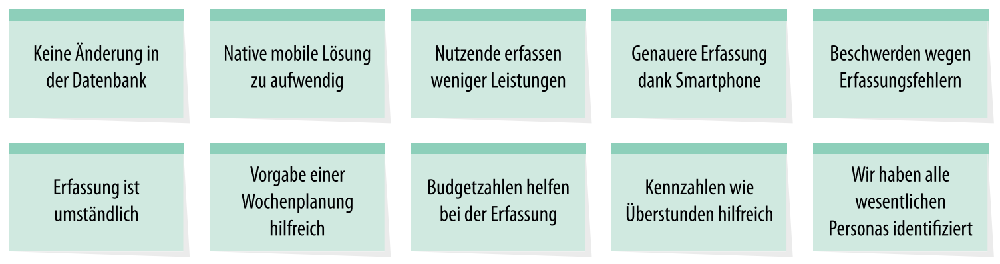 Keine Änderung in
der Datenbank
Native mobile Lösung
zu aufwendig
Nutzende erfassen
weniger Leistungen
Genauere Erfassung
dank Smartphone
Beschwerden wegen
Erfassungsfehlern
Erfassung ist
umständlich
Vorgabe einer
Wochenplanung
hilfreich
Budgetzahlen helfen
bei der Erfassung
Kennzahlen wie
Überstunden hilfreich
Wir haben alle
wesentlichen
Personas identifiziert